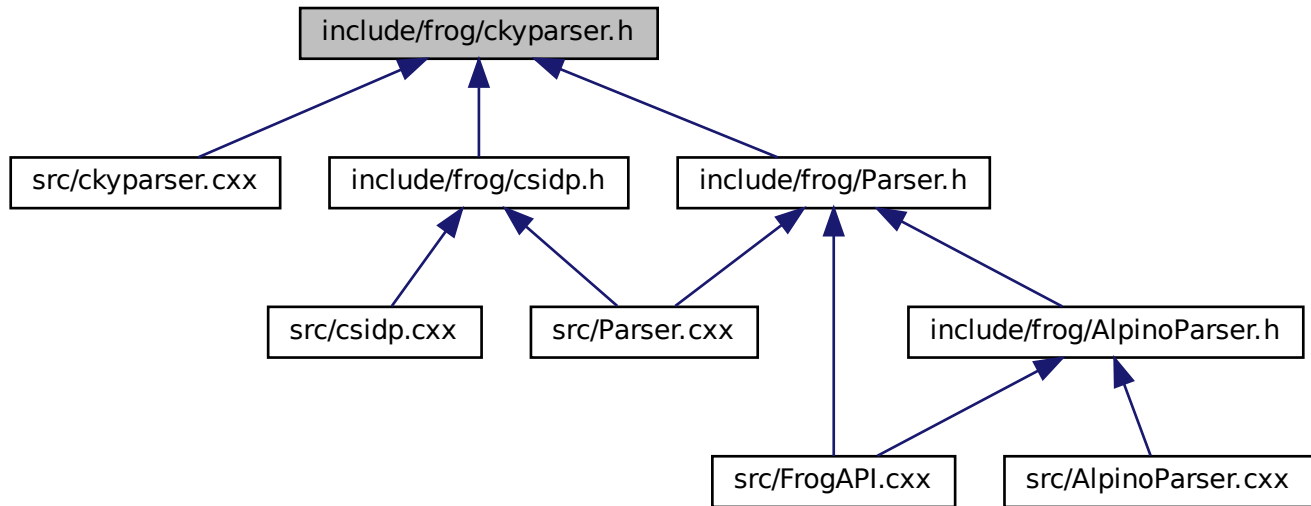 include/frog/ckyparser.h
src/ckyparser.cxx
include/frog/csidp.h
include/frog/Parser.h
src/csidp.cxx
src/Parser.cxx
include/frog/AlpinoParser.h
src/FrogAPI.cxx
src/AlpinoParser.cxx